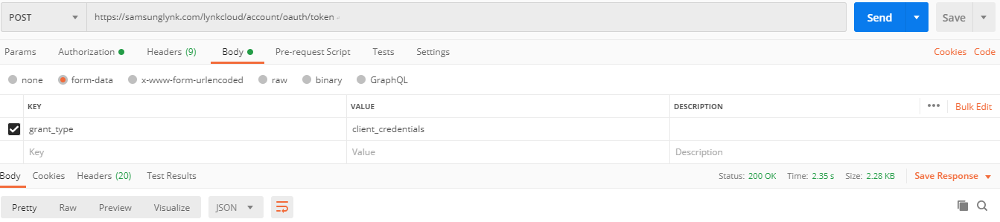 POST https://samsunglynk.com/lynkcloud/account/oauth/token Send Save
Params Authorization Headers (9) Body Pre-request Script Tests Settings Cookies Code
none form-data x-www-form-urlencoded raw binary GraphQL
KEY VALUE DESCRIPTION ••• Bulk Edit
grant_type client_credentials
Key Value Description
Body Cookies Headers (20) Test Results Status: 200 OK Time: 2.35 s Size: 2.28 KB Save Response
Pretty Raw Preview Visualize JSON